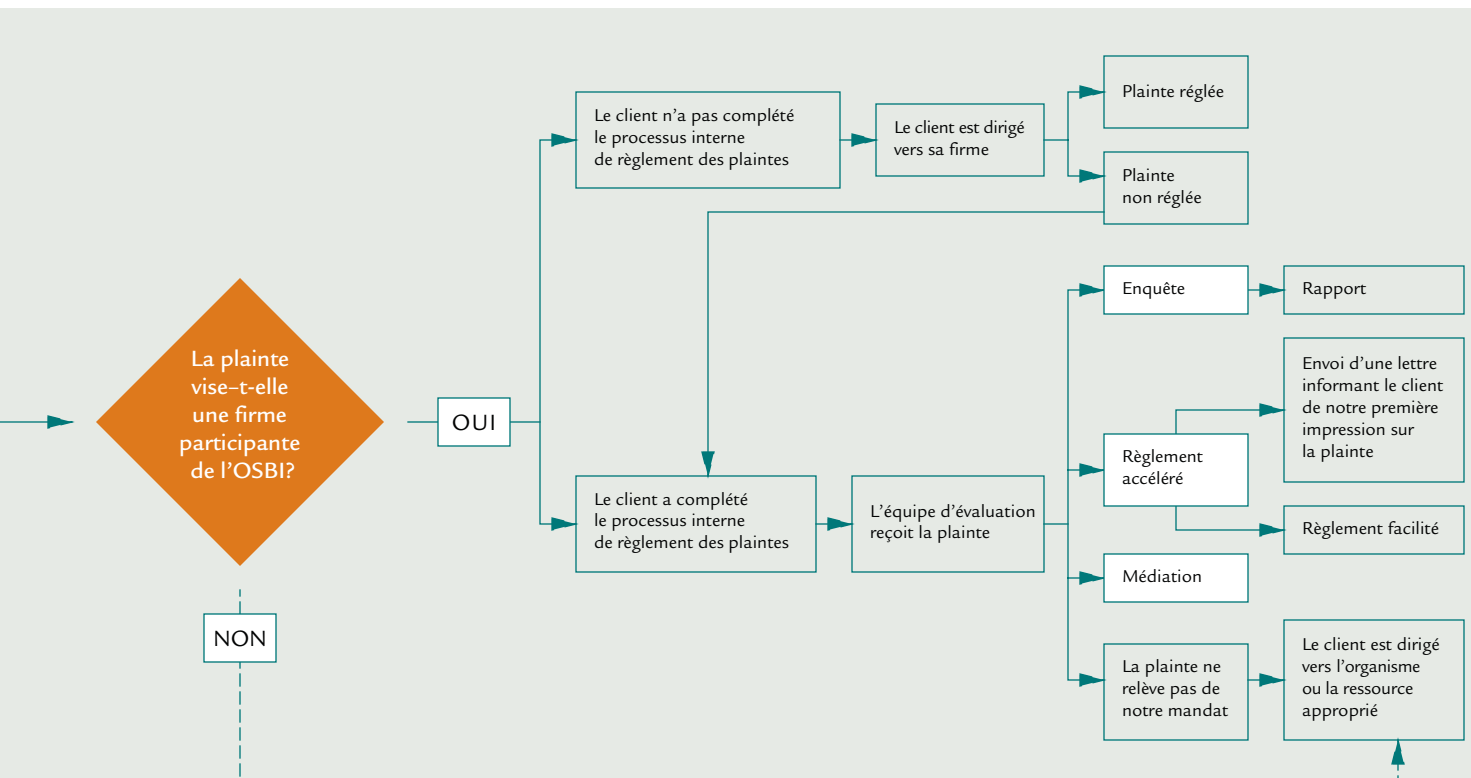 La plainte
vise-t-elle
une firme
participante
de l'OSBI?
OUI
NON
Le client n'a pas complété
le processus interne
de règlement des plaintes
Le client est dirigé
vers sa firme
Plainte réglée
Plainte
non réglée
Le client a complété
le processus interne
de règlement des plaintes
L'équipe d'évaluation
reçoit la plainte
Enquête
Rapport
Règlement
accéléré
Envoi d'une lettre
informant le client
de notre première
impression sur
la plainte
Règlement facilité
Médiation
La plainte ne
relève pas de
notre mandat
Le client est dirigé
vers l'organisme
ou la ressource
approprié